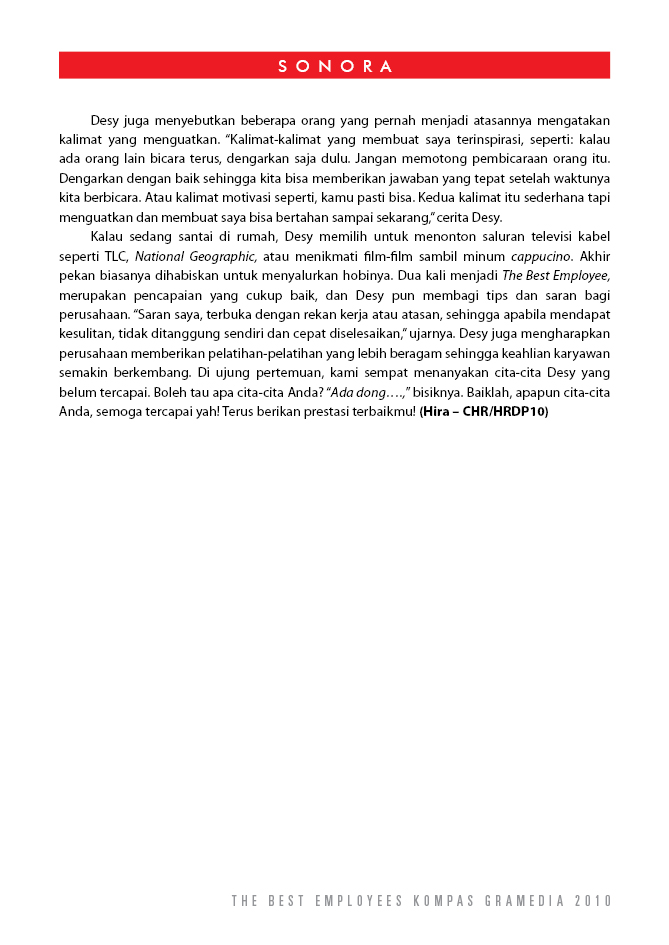 SONORA
Desy juga menyebutkan beberapa orang yang pernah menjadi atasannya mengatakan
kalimat yang menguatkan. “Kalimat-kalimat yang membuat saya terinspirasi, seperti: kalau
ada orang lain bicara terus, dengarkan saja dulu. Jangan memotong pembicaraan orang itu.
Dengarkan dengan baik sehingga kita bisa memberikan jawaban yang tepat setelah waktunya
kita berbicara. Atau kalimat motivasi seperti, kamu pasti bisa. Kedua kalimat itu sederhana tapi
menguatkan dan membuat saya bisa bertahan sampai sekarang,” cerita Desy.
Kalau sedang santai di rumah, Desy memilih untuk menonton saluran televisi kabel
seperti TLC, National Geographic, atau menikmati film-film sambil minum cappucino. Akhir
pekan biasanya dihabiskan untuk menyalurkan hobinya. Dua kali menjadi The Best Employee,
merupakan pencapaian yang cukup baik, dan Desy pun membagi tips dan saran bagi
perusahaan. “Saran saya, terbuka dengan rekan kerja atau atasan, sehingga apabila mendapat
kesulitan, tidak ditanggung sendiri dan cepat diselesaikan,” ujarnya. Desy juga mengharapkan
perusahaan memberikan pelatihan-pelatihan yang lebih beragam sehingga keahlian karyawan
semakin berkembang. Di ujung pertemuan, kami sempat menanyakan cita-cita Desy yang
belum tercapai. Boleh tau apa cita-cita Anda? “Ada dong….,” bisiknya. Baiklah, apapun cita-cita
Anda, semoga tercapai yah! Terus berikan prestasi terbaikmu! (Hira – CHR/HRDP10)
THE BEST EMPLOYEES KOMPAS GRAMEDIA 2010